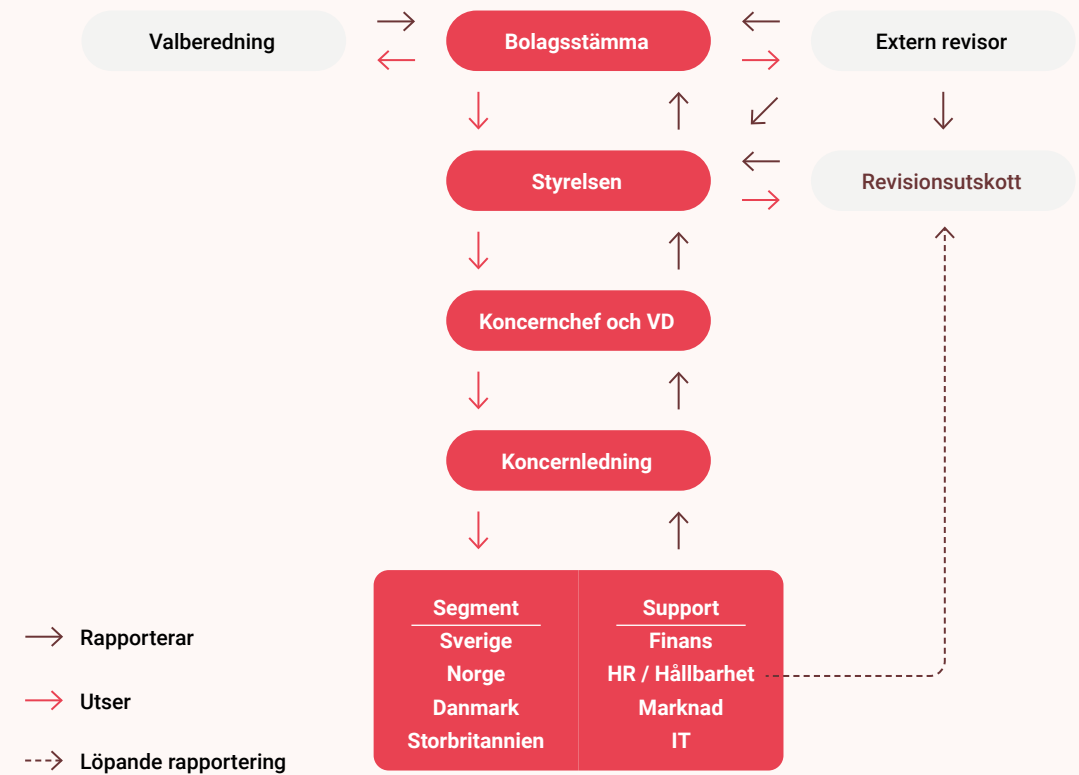 Valberedning
Bolagsstämma
Extern revisor
Styrelsen
Revisionsutskott
Koncernchef och VD
Koncernledning
Segment
Sverige
Norge
Danmark
Storbritannien
Support
Finans
HR / Hållbarhet
Marknad
IT
Rapporterar
Utser
Löpande rapportering